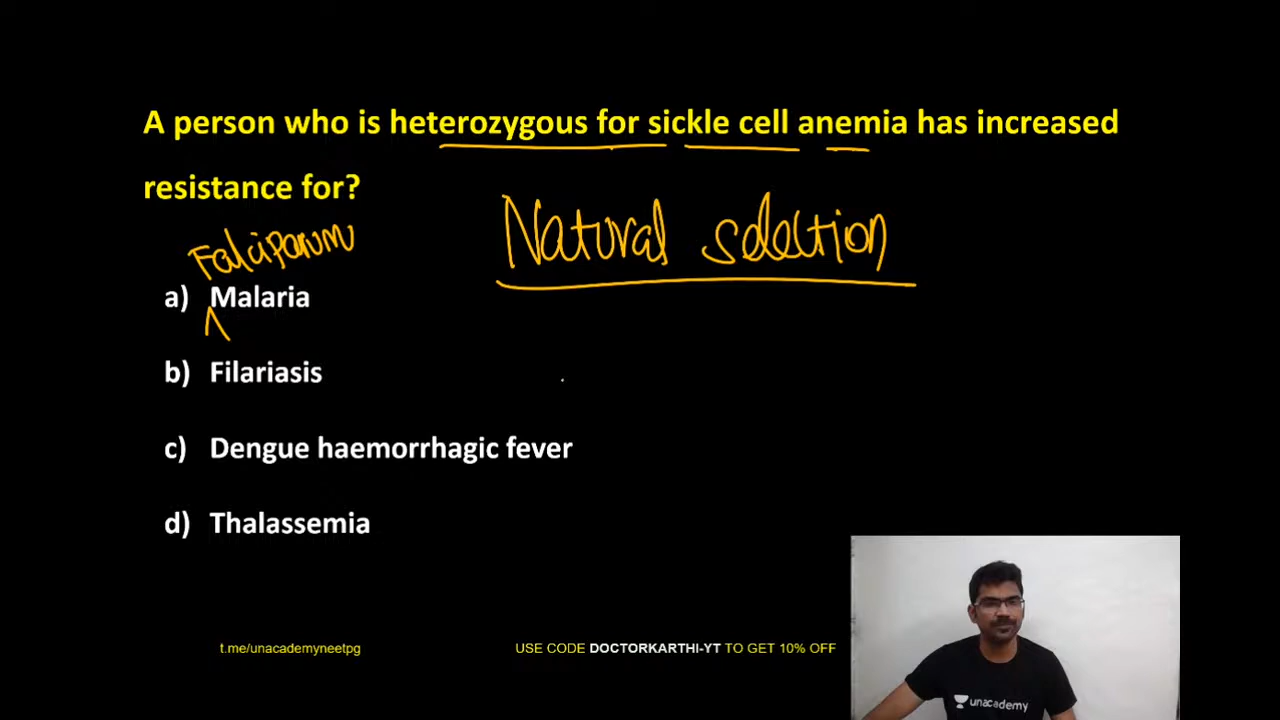 A person who is heterozygous for sickle cell anemia has increased
resistance for?
Natural selection
Falciparum
a) Malaria
b) Filariasis
c) Dengue haemorrhagic fever
d) Thalassemia
t.me/unacademyneetpg
USE CODE DOCTORKARTHI-YT TO GET 10% OFF
unacademy